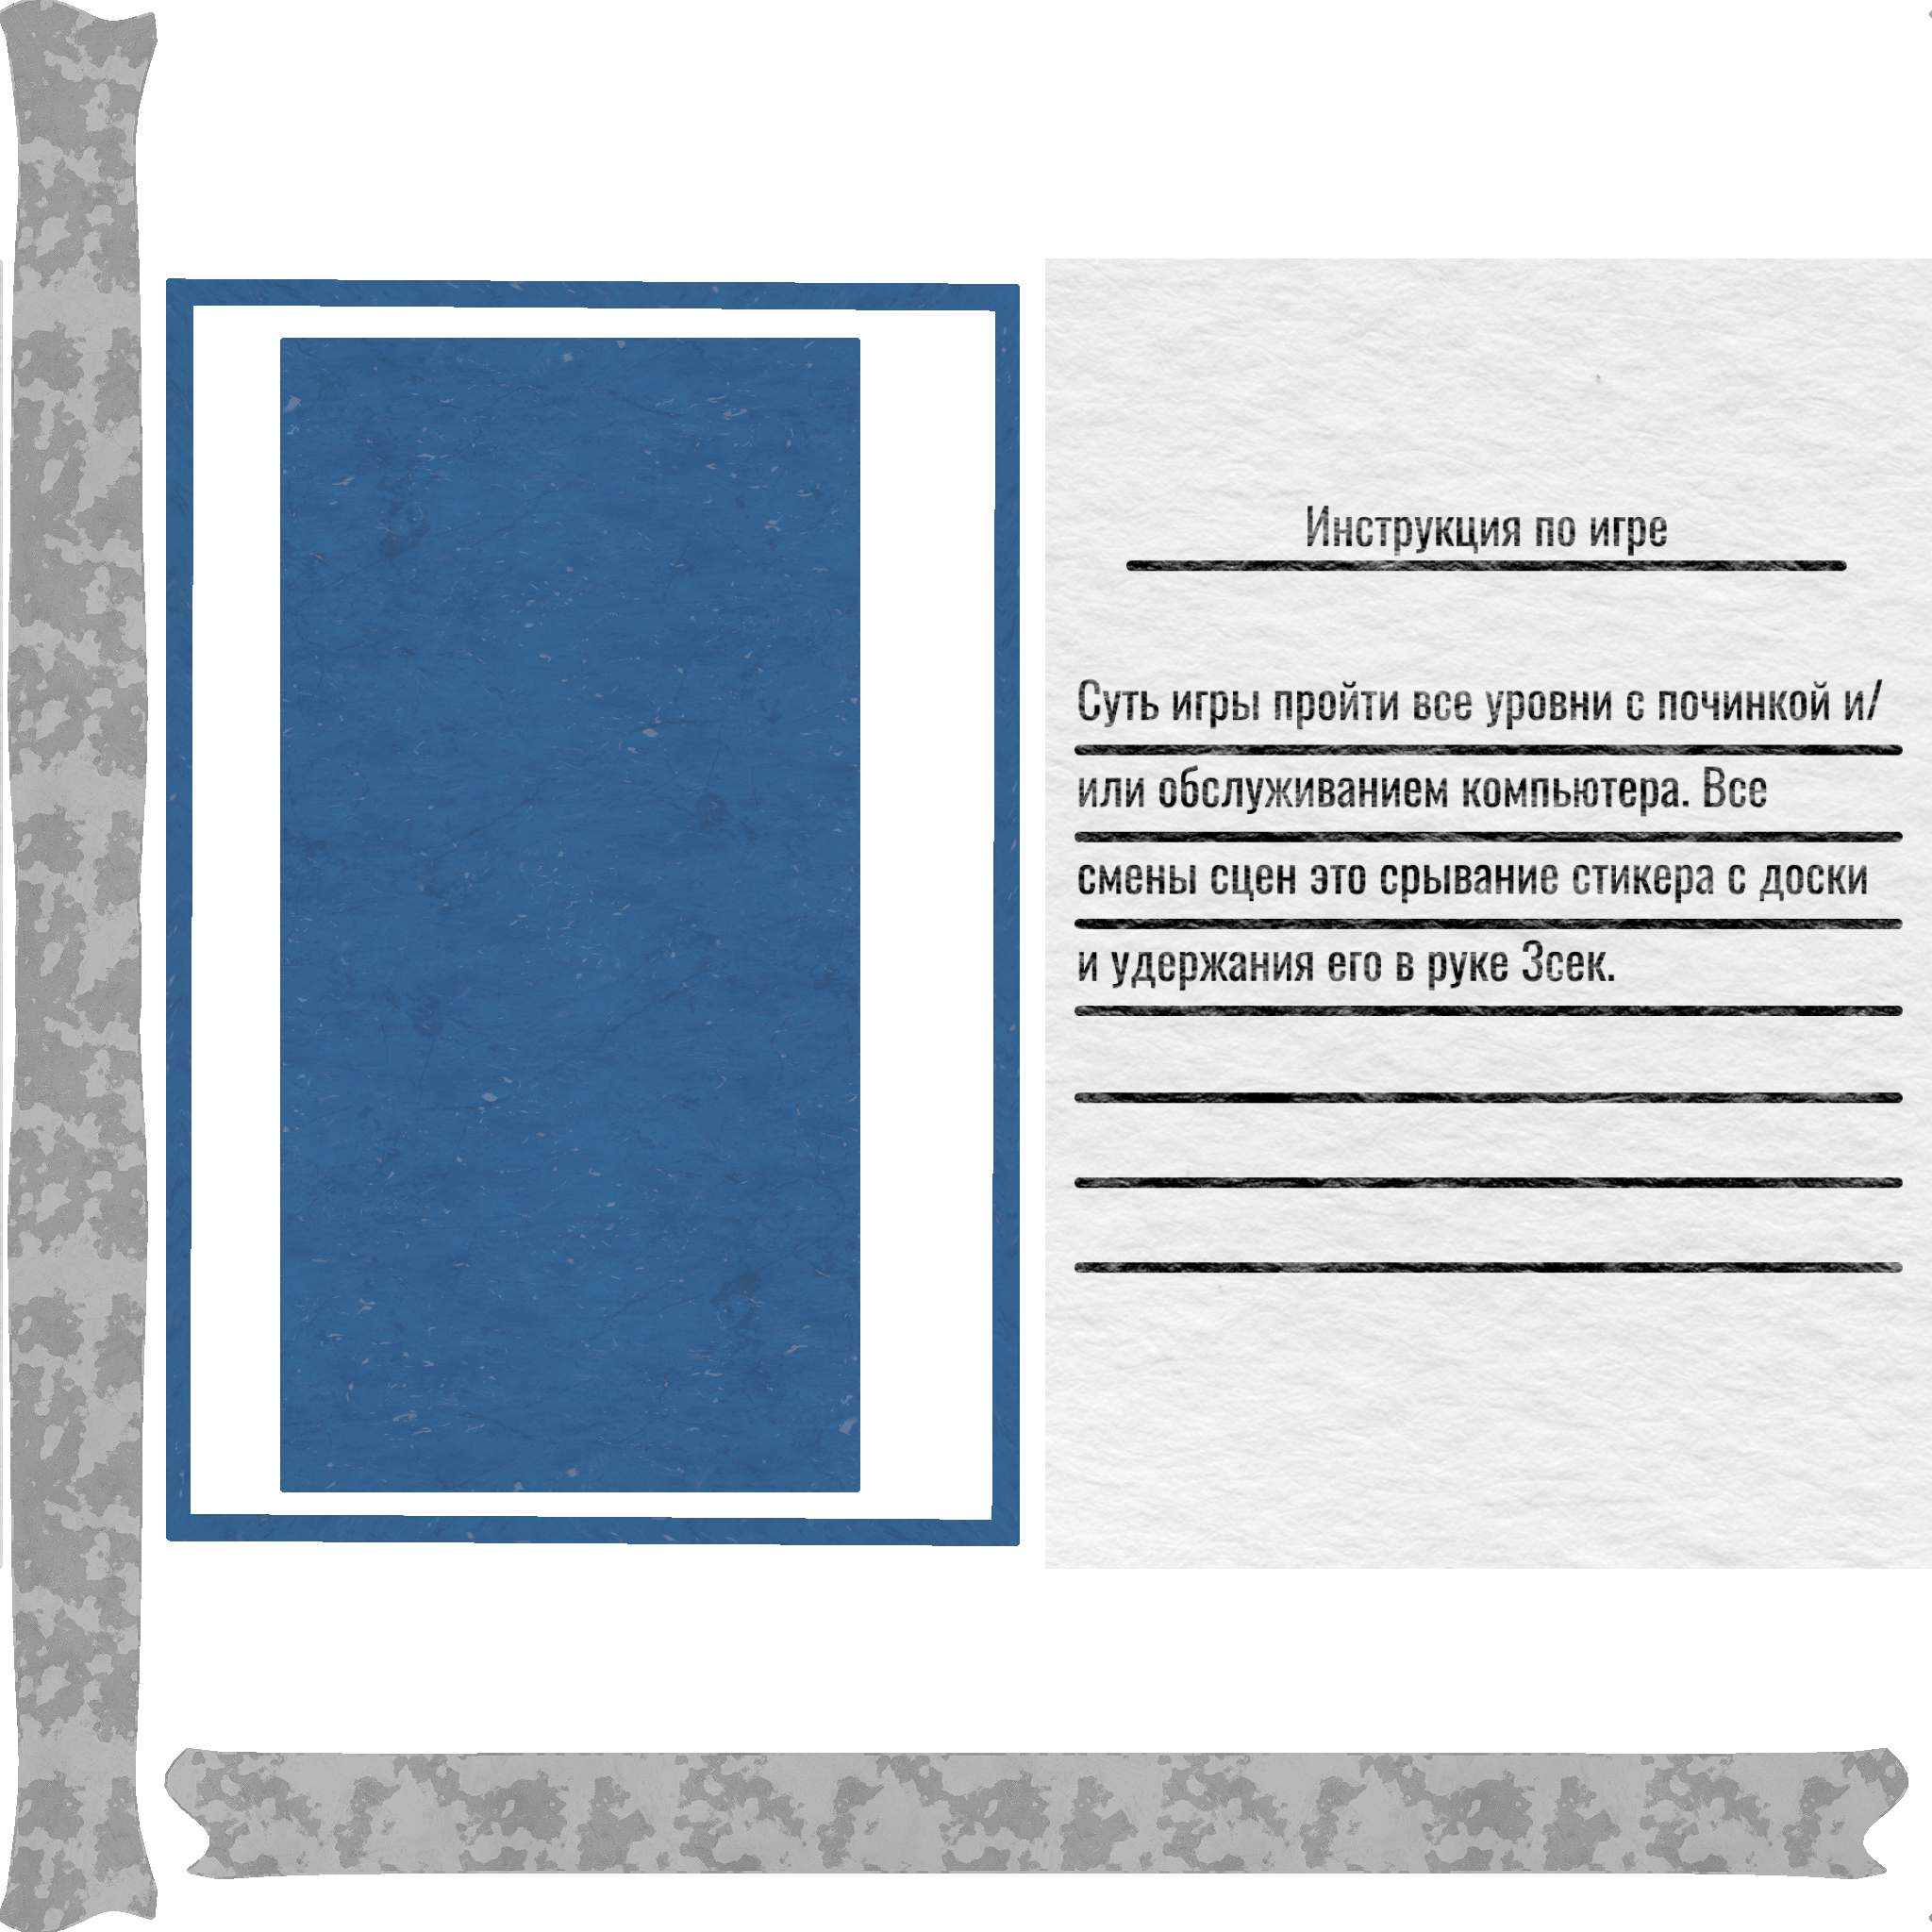 Инструкция по игре
Суть игры пройти все уровни с починкой и/
или обслуживанием компьютера. Все
смены сцен это срывание стикера с доски
и удержания его в руке 3сек.